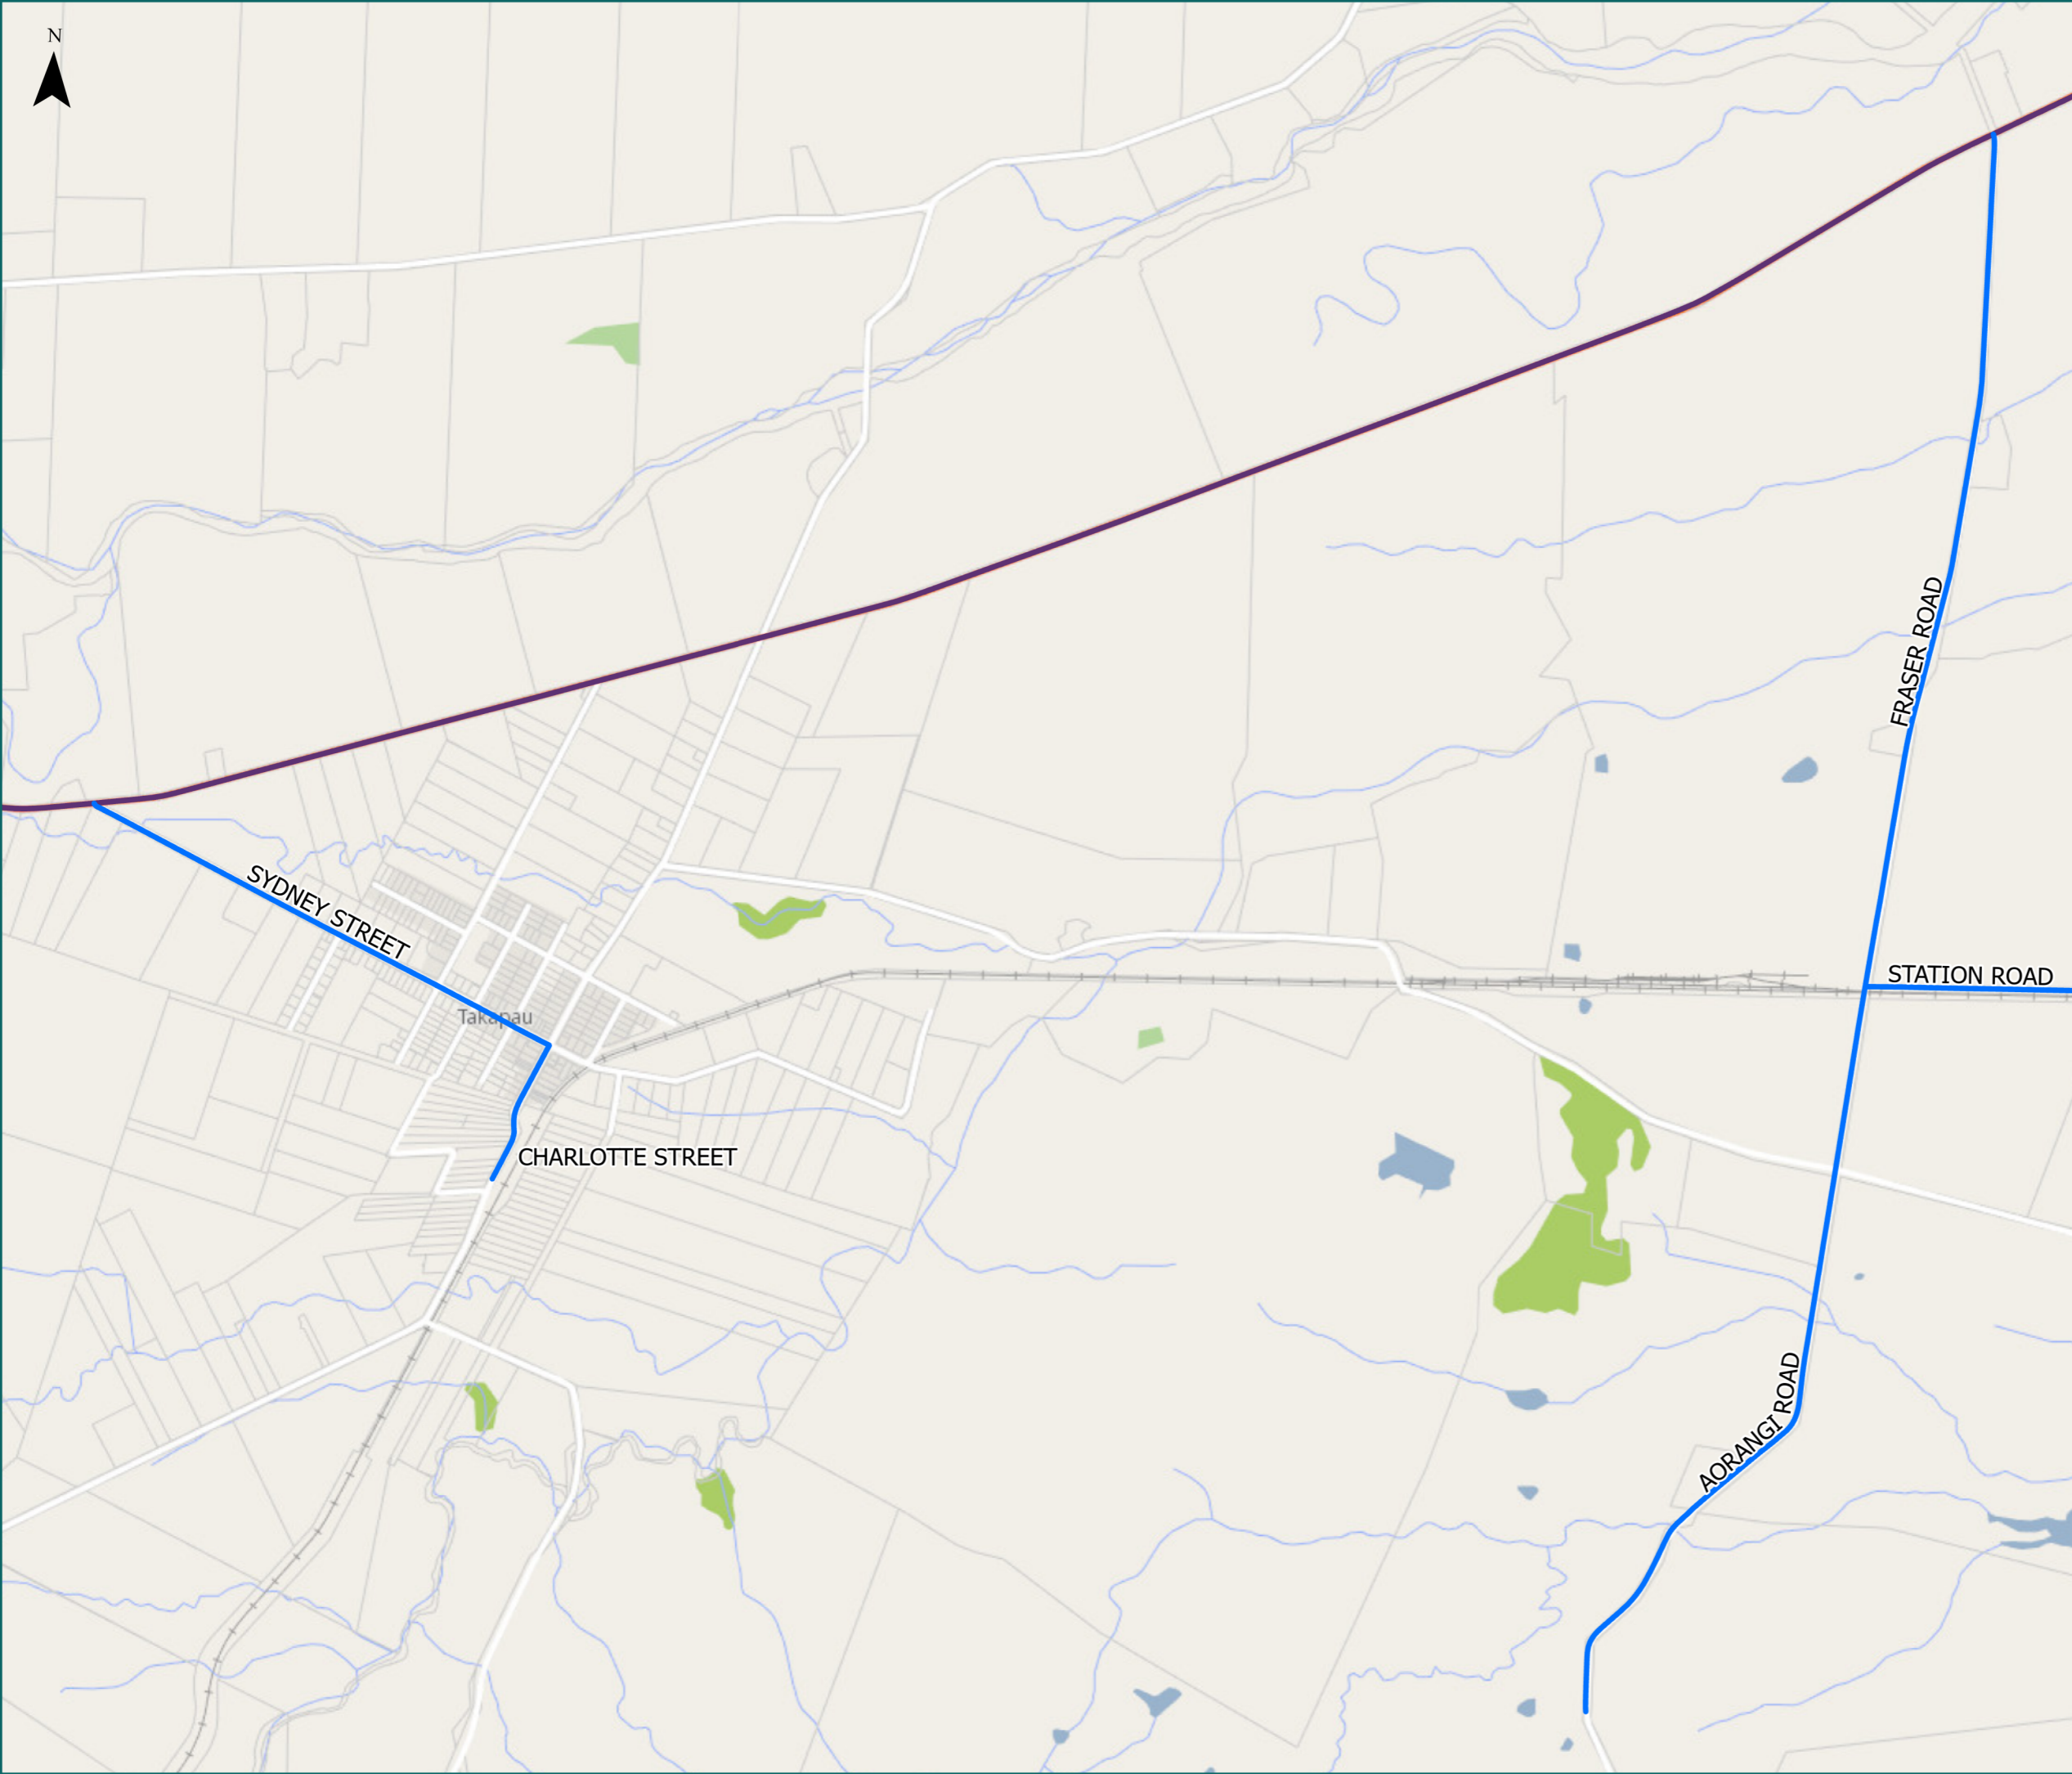 N
FRASER ROAD
SYDNEY STREET
STATION ROAD
Takapau
CHARLOTTE STREET
AORANGI ROAD